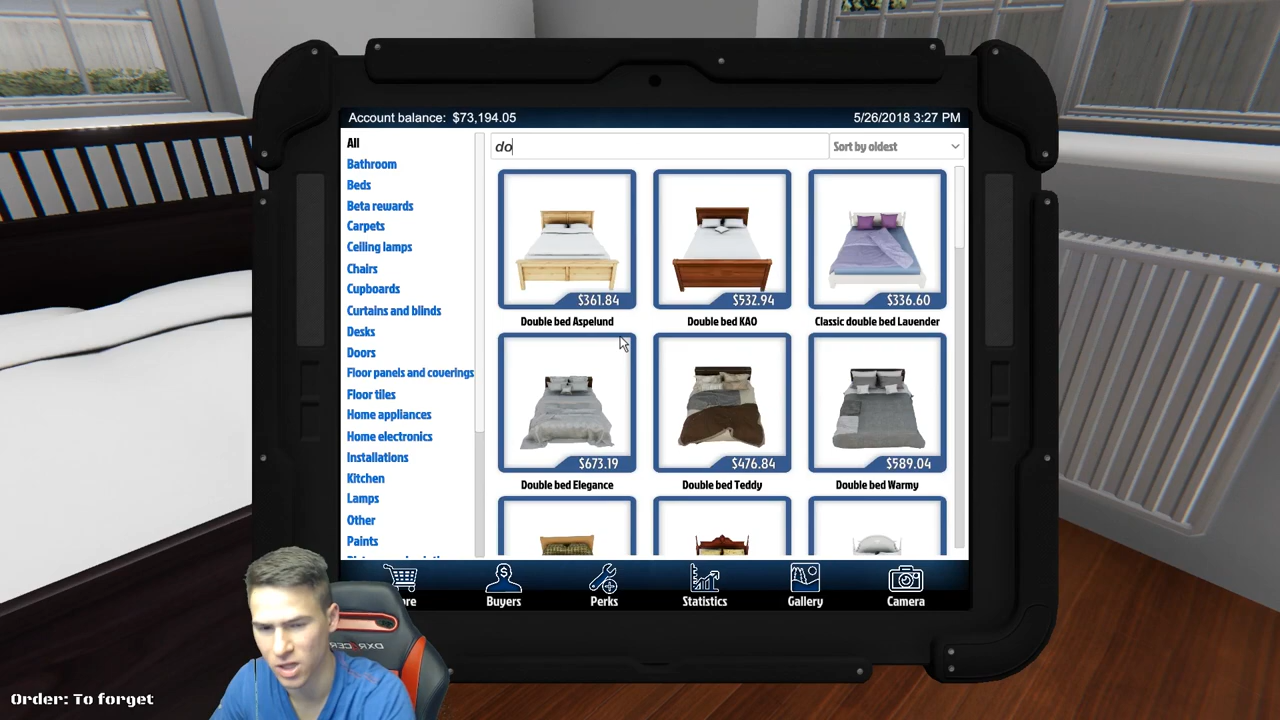 Account balance: $73,194.05
5/26/2018 3:27 PM
All
Bathroom
Beds
Beta rewards
Carpets
Ceiling lamps
Chairs
Cupboards
Curtains and blinds
Desks
Doors
Floor panels and coverings
Floor tiles
Home appliances
Home electronics
Installations
Kitchen
Lamps
Other
Paints
do
Sort by oldest
$361.84
$532.94
$336.60
Double bed Aspelund
Double bed KAO
Classic double bed Lavender
$673.19
$476.84
$589.04
Double bed Elegance
Double bed Teddy
Double bed Warmy
Buyers
Perks
Statistics
Gallery
Camera
DXRACER
Order: To forget